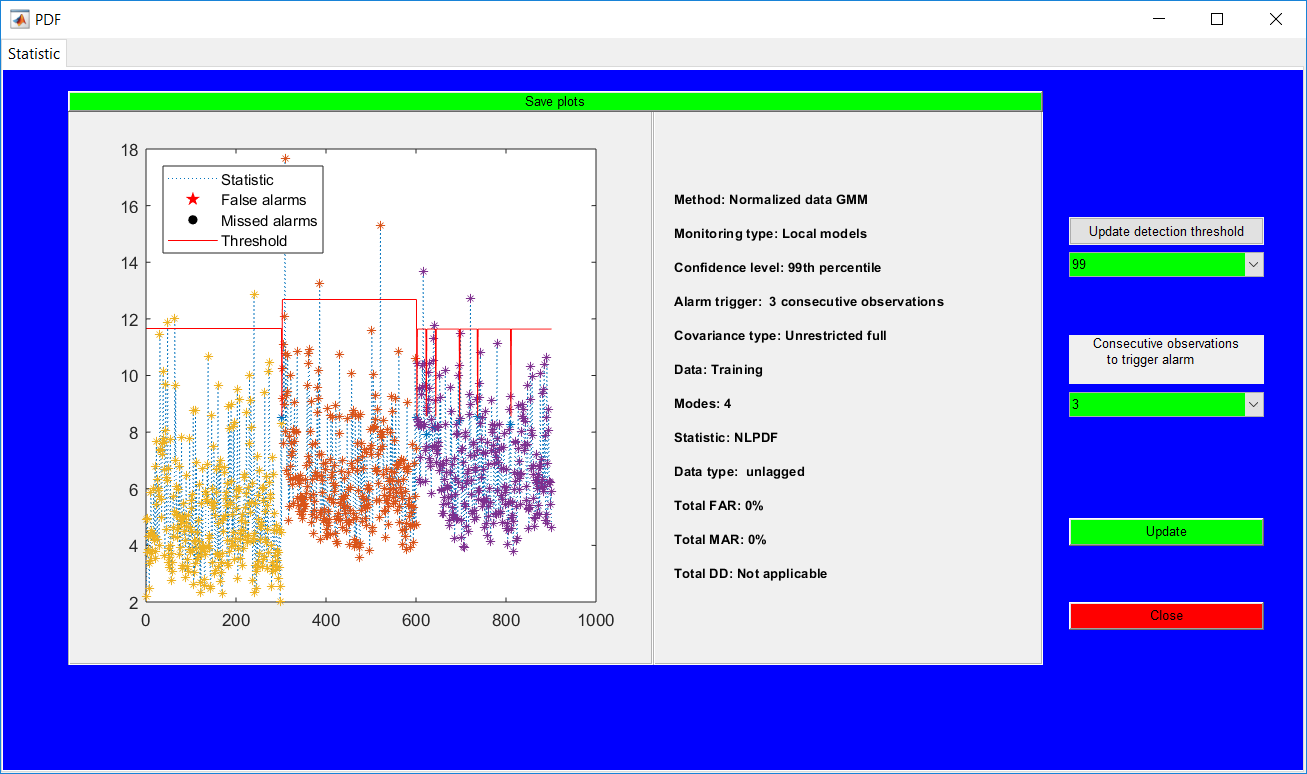 PDF
Statistic
Save plots
18
16
14
12
10
8
6
4
2
0
200
400
600
800
1000
Statistic
False alarms
Missed alarms
Threshold
Method: Normalized data GMM
Monitoring type: Local models
Confidence level: 99th percentile
Alarm trigger:  3 consecutive observations
Covariance type: Unrestricted full
Data: Training
Modes: 4
Statistic: NLPDF
Data type:  unlagged
Total FAR: 0%
Total MAR: 0%
Total DD: Not applicable
Update detection threshold
99
Consecutive observations
to trigger alarm
3
Update
Close